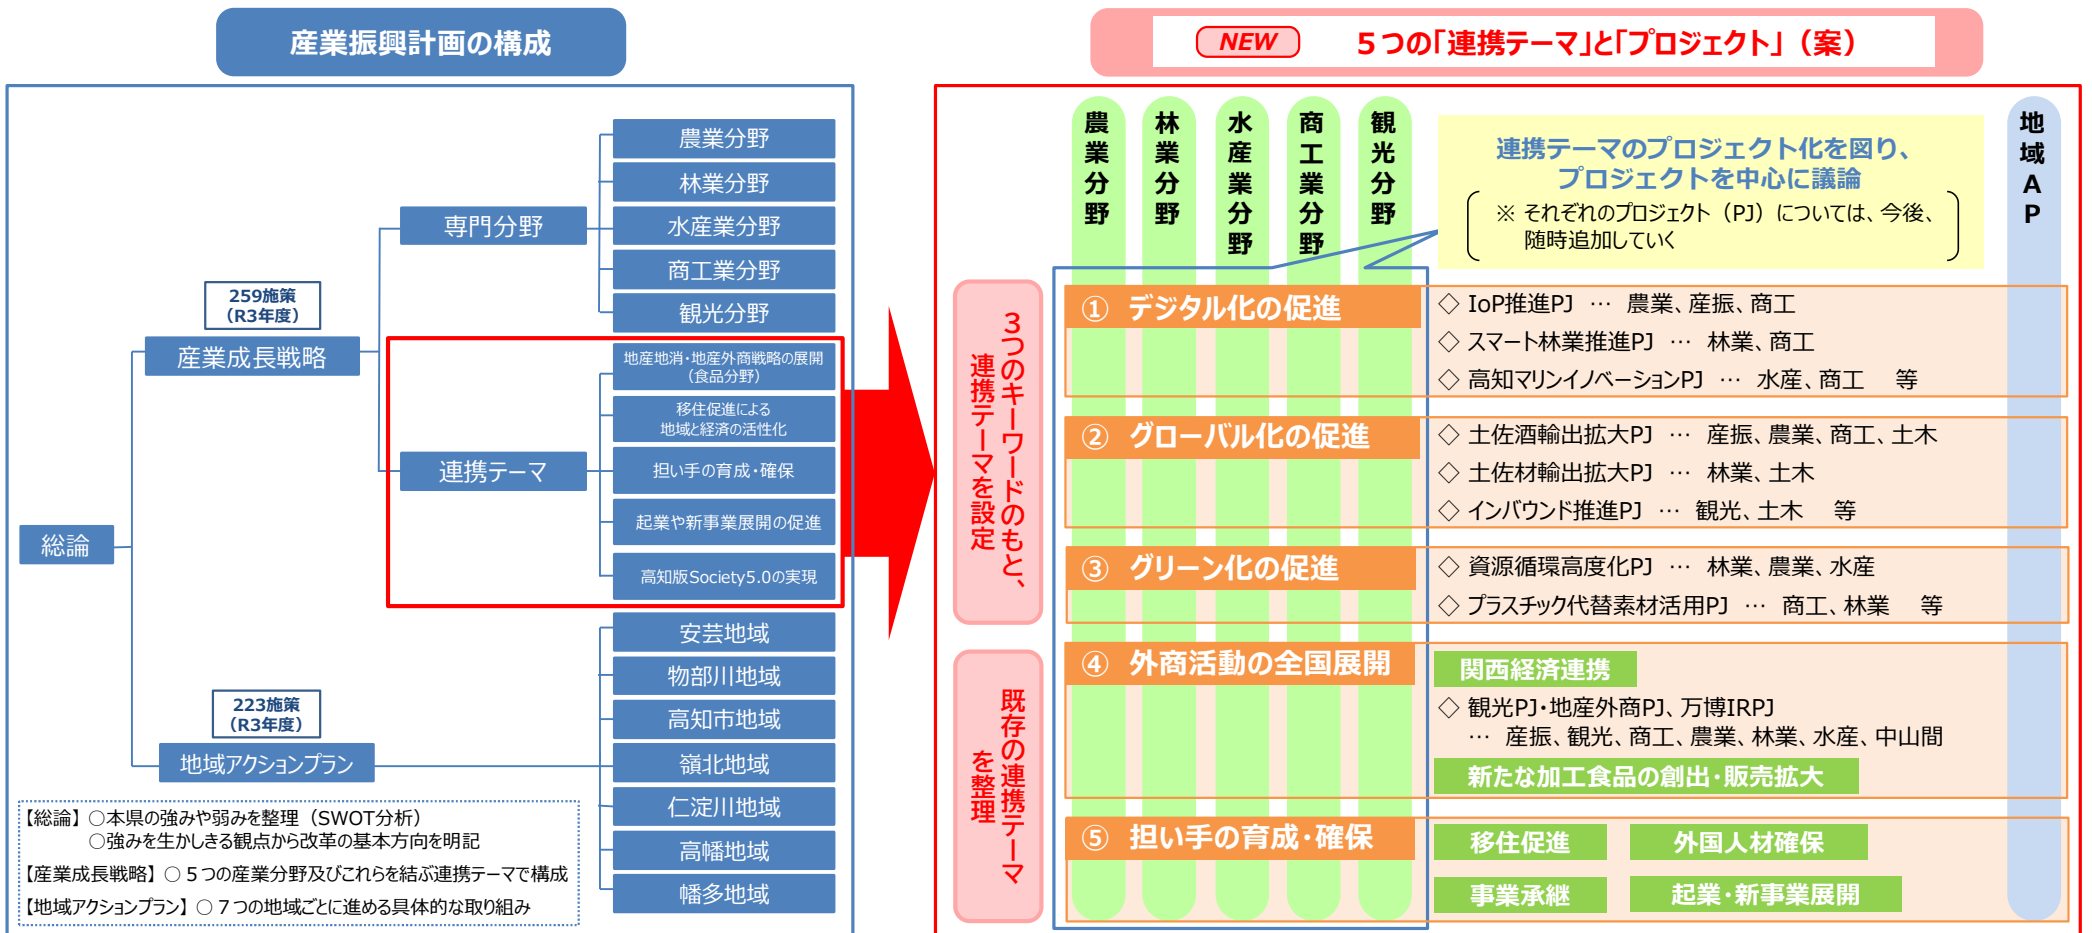 産業振興計画の構成
総論
259施策
（R3年度）
産業成長戦略
専門分野
農業分野
林業分野
水産業分野
商工業分野
観光分野
連携テーマ
地産地消・地産外商戦略の展開
（食品分野）
移住促進による
地域と経済の活性化
担い手の育成・確保
起業や新事業展開の促進
高知版Society5.0の実現
223施策
（R3年度）
地域アクションプラン
安芸地域
物部川地域
高知市地域
嶺北地域
仁淀川地域
高幡地域
幡多地域
【総論】○本県の強みや弱みを整理（SWOT分析）
○強みを生かしきる観点から改革の基本方向を明記
【産業成長戦略】○５つの産業分野及びこれらを結ぶ連携テーマで構成
【地域アクションプラン】○７つの地域ごとに進める具体的な取り組み
NEW ５つの「連携テーマ」と「プロジェクト」（案）
農業分野
林業分野
水産業分野
商工業分野
観光分野
地域AP
連携テーマのプロジェクト化を図り、
プロジェクトを中心に議論
※ それぞれのプロジェクト（PJ）については、今後、
随時追加していく
３つのキーワードのもと、
連携テーマを設定
① デジタル化の促進
◇ IoP推進PJ … 農業、産振、商工
◇ スマート林業推進PJ … 林業、商工
◇ 高知マリンイノベーションPJ … 水産、商工 等
② グローバル化の促進
◇ 土佐酒輸出拡大PJ … 産振、農業、商工、土木
◇ 土佐材輸出拡大PJ … 林業、土木
◇ インバウンド推進PJ … 観光、土木 等
③ グリーン化の促進
◇ 資源循環高度化PJ … 林業、農業、水産
◇ プラスチック代替素材活用PJ … 商工、林業 等
既存の連携テーマ
を整理
④ 外商活動の全国展開
関西経済連携
◇ 観光PJ・地産外商PJ、万博IRPJ
… 産振、観光、商工、農業、林業、水産、中山間
新たな加工食品の創出・販売拡大
⑤ 担い手の育成・確保
移住促進
外国人材確保
事業承継
起業・新事業展開